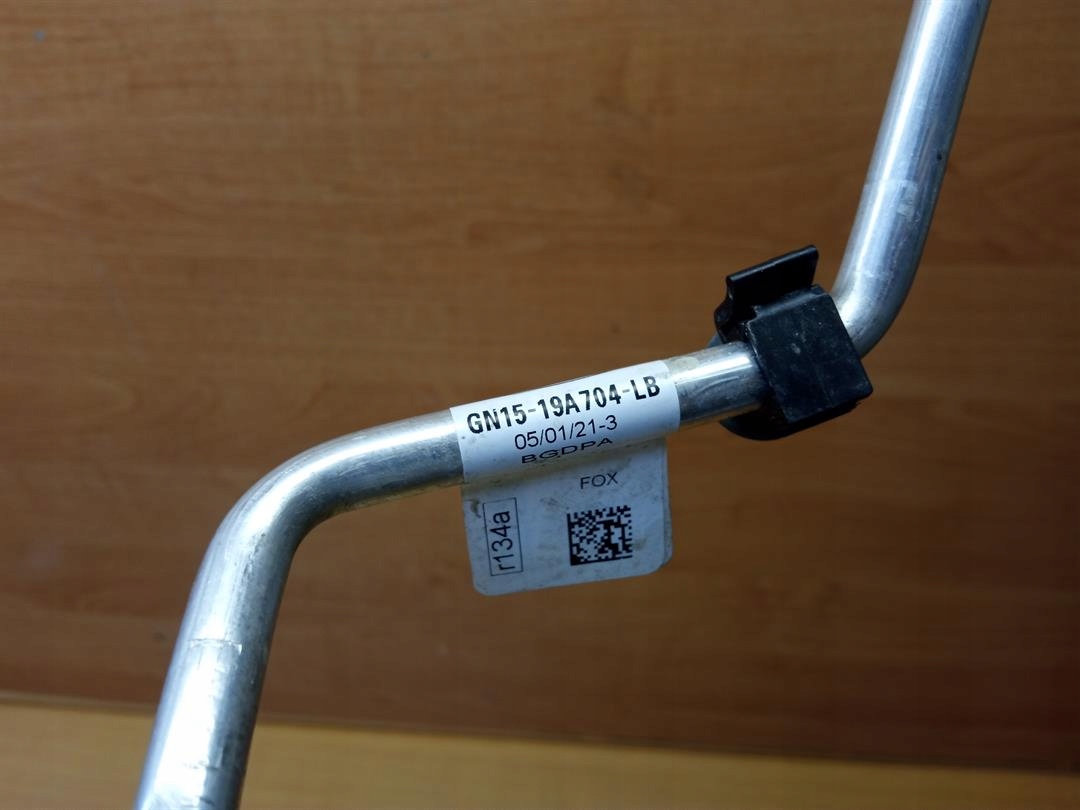 GN15-19A704-LB
05/01/21-3
BGDPA
FOX
r134a